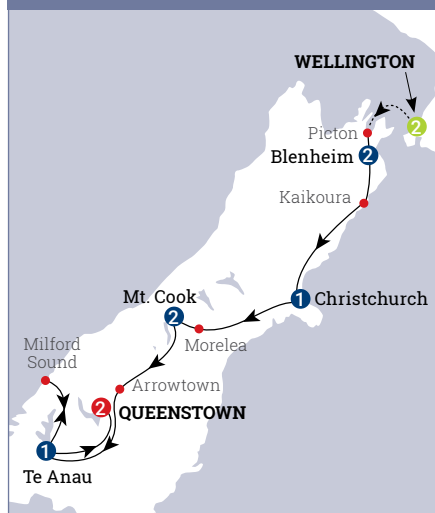 WELLINGTON
2
Picton
Blenheim 2
Kaikoura
1 Christchurch
Mt. Cook
2
Morelea
Milford
Sound
Arrowtown
2 QUEENSTOWN
1
Te Anau